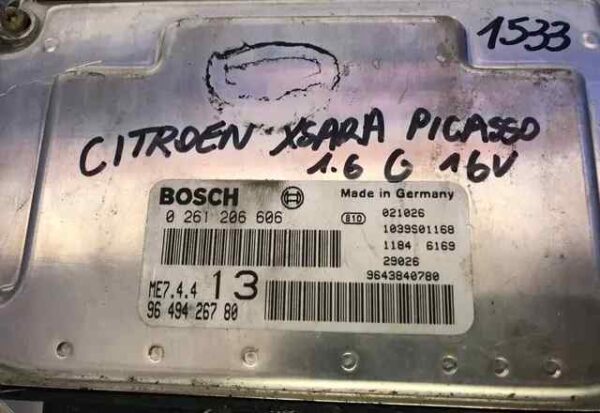 1533
CITROEN XSARA PICASSO
1.6 G 16V
BOSCH
Made in Germany
0 261 206 606
810
021026
1039S01168
1184 6169
29026
9643840780
ME7.4.4 13
96 494 267 80